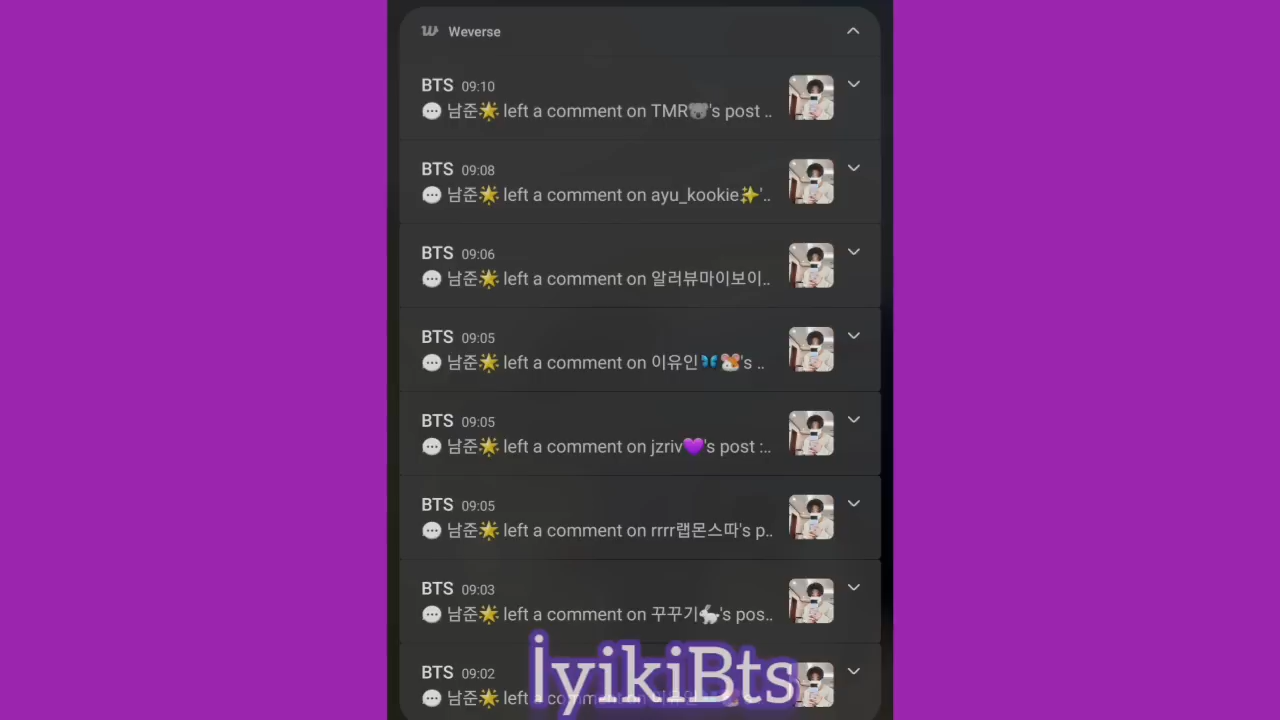 Weverse
BTS 09:10
💬 남준🌟 left a comment on TMR🐨's post ..
BTS 09:08
💬 남준🌟 left a comment on ayu_kookie✨'..
BTS 09:06
💬 남준🌟 left a comment on 알러뷰마이보이..
BTS 09:05
💬 남준🌟 left a comment on 이유인🦋🐹's ..
BTS 09:05
💬 남준🌟 left a comment on jzriv💜's post :..
BTS 09:05
💬 남준🌟 left a comment on rrrr랩몬스따's p..
BTS 09:03
💬 남준🌟 left a comment on 꾸꾸기🐇's pos..
BTS 09:02
💬 남준🌟 left a comment on
İyikiBts